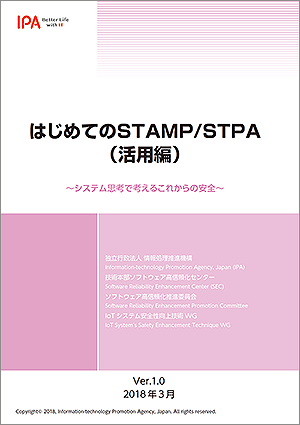 IPA Better Life
with IT
はじめてのSTAMP/STPA
（活用編）
～システム思考で考えるこれからの安全～
独立行政法人 情報処理推進機構
Information-technology Promotion Agency, Japan (IPA)
技術本部ソフトウェア高信頼化センター
Software Reliability Enhancement Center (SEC)
ソフトウェア高信頼化推進委員会
Software Reliability Enhancement Promotion Committee
IoTシステム安全性向上技術 WG
IoT System's Safety Enhancement Technique WG
Ver.1.0
2018年3月
Copyright© 2018, Information-technology Promotion Agency, Japan, All rights reserved.